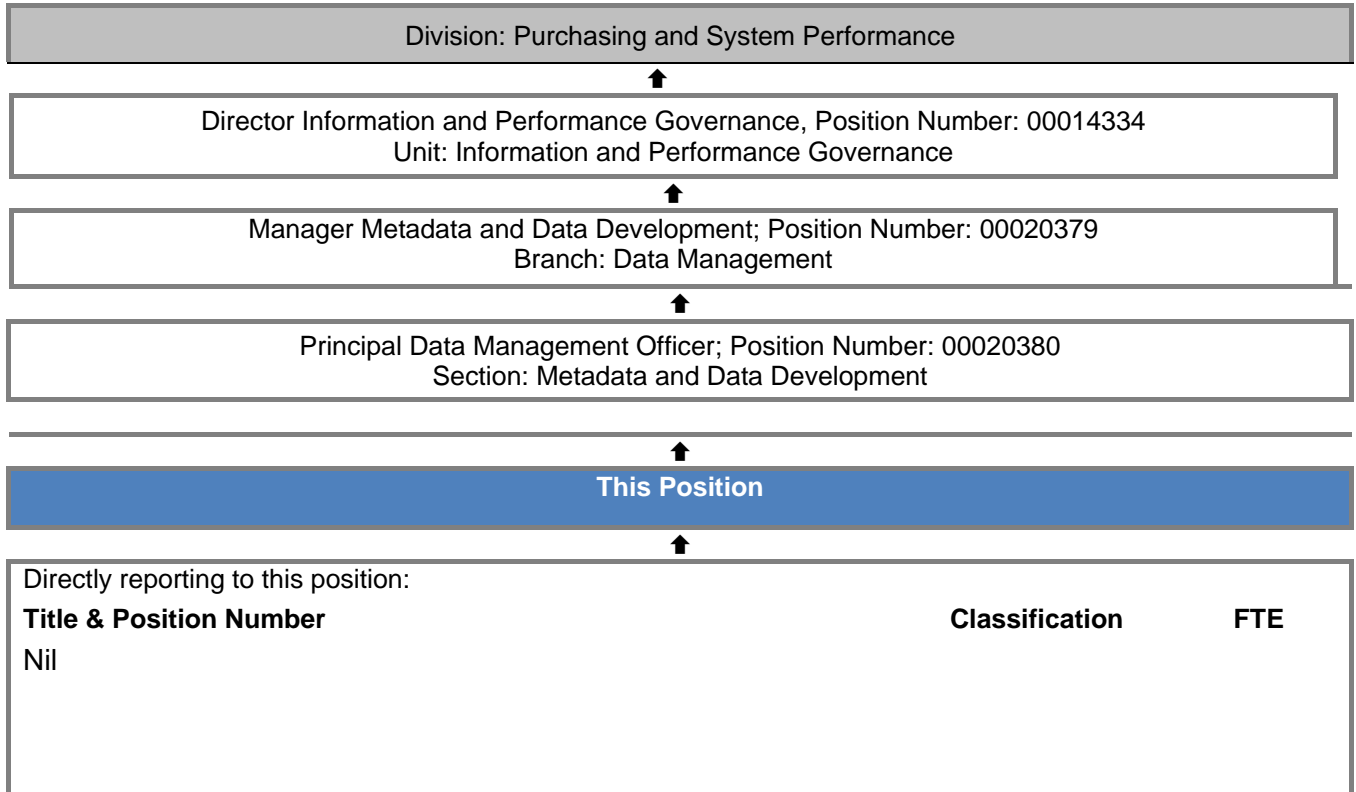 Division: Purchasing and System Performance
Director Information and Performance Governance, Position Number: 00014334
Unit: Information and Performance Governance
Manager Metadata and Data Development; Position Number: 00020379
Branch: Data Management
Principal Data Management Officer; Position Number: 00020380
Section: Metadata and Data Development
This Position
Directly reporting to this position:
Title & Position Number Classification FTE
Nil